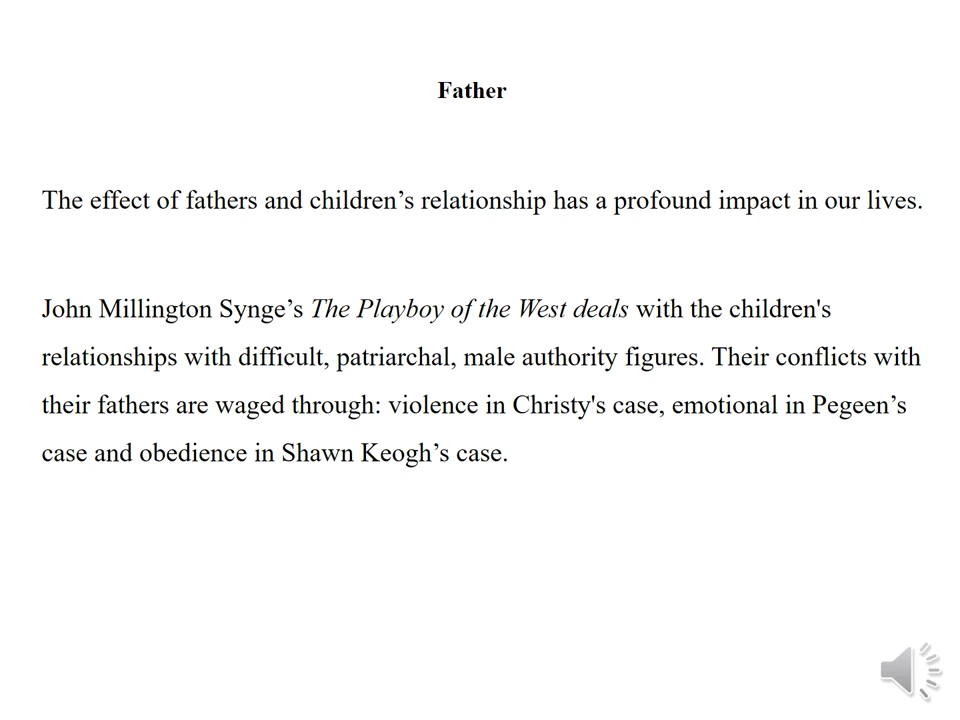 Father
The effect of fathers and children’s relationship has a profound impact in our lives.
John Millington Synge’s The Playboy of the West deals with the children's
relationships with difficult, patriarchal, male authority figures. Their conflicts with
their fathers are waged through: violence in Christy's case, emotional in Pegeen’s
case and obedience in Shawn Keogh’s case.